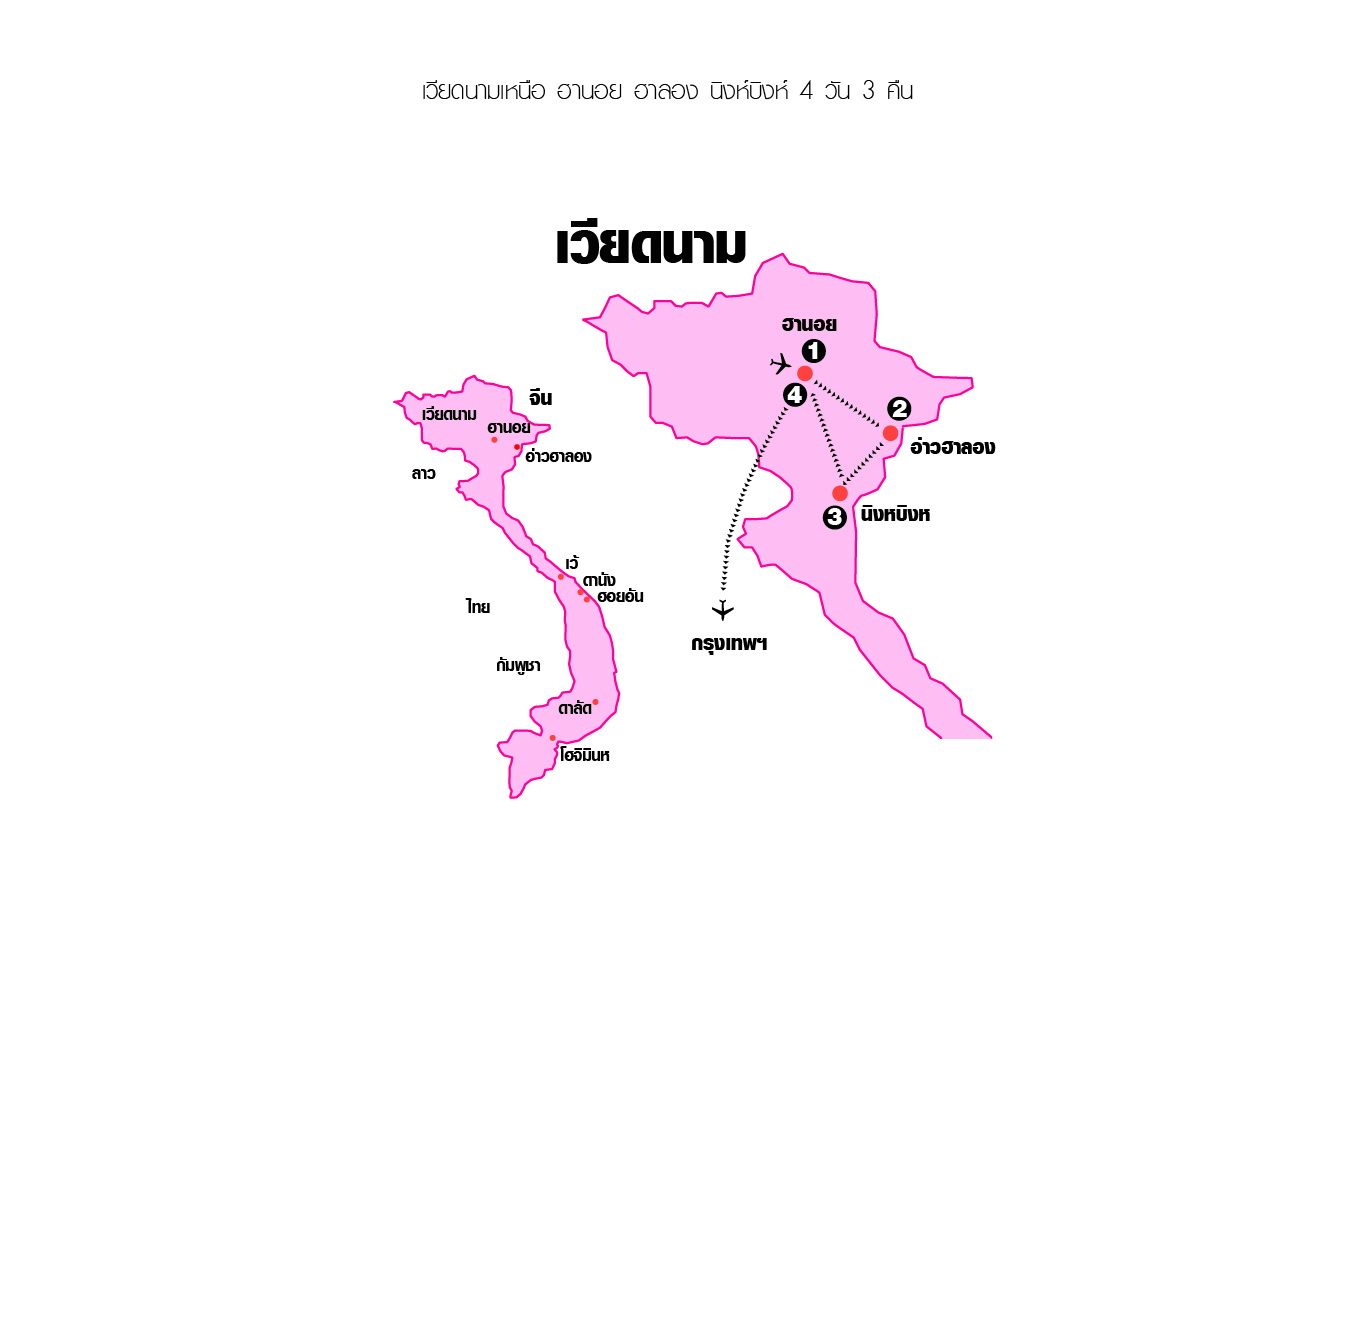 เวียดนามเหนือ ฮานอย ฮาลอง นิงห์บิงห์ 4 วัน 3 คืน
เวียดนาม
ฮานอย
1
4
2
อ่าวฮาลอง
3
นิงหบิงห
กรุงเทพฯ
จีน
เวียดนาม
ฮานอย
อ่าวฮาลอง
ลาว
เว้
ดานัง
ฮอยอัน
ไทย
กัมพูชา
ดาลัด
โฮจิมินห